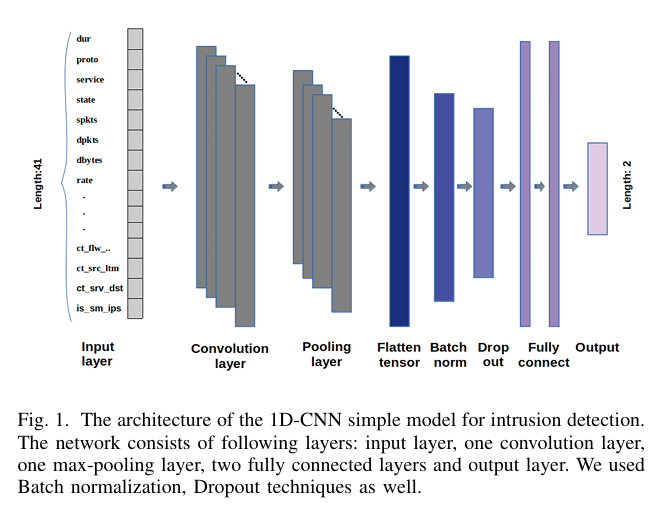 dur
proto
service
state
spkts
dpkts
dbytes
rate
.
.
.
ct_flw_..
ct_src_ltm
ct_srv_dst
is_sm_ips
Length:41
Length: 2
Input
layer
Convolution
layer
Pooling
layer
Flatten
tensor
Batch
norm
Drop
out
Fully
connect
Output
Fig. 1. The architecture of the 1D-CNN simple model for intrusion detection.
The network consists of following layers: input layer, one convolution layer,
one max-pooling layer, two fully connected layers and output layer. We used
Batch normalization, Dropout techniques as well.